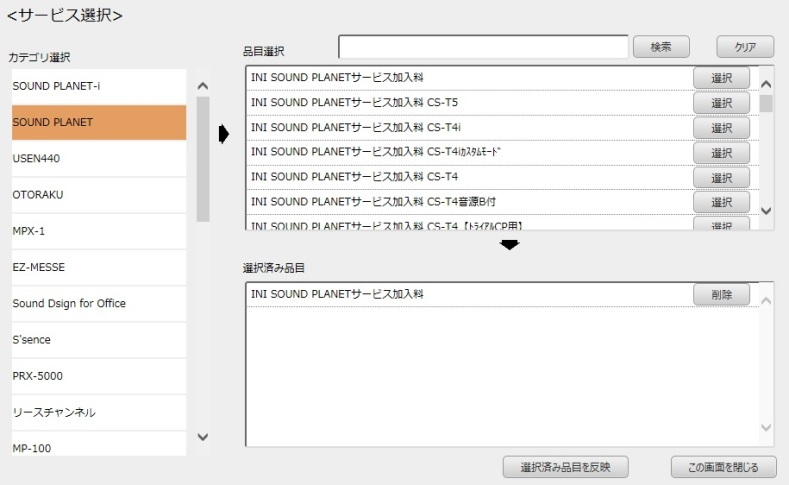 <サービス選択>
カテゴリ選択
SOUND PLANET-i
SOUND PLANET
USEN440
OTORAKU
MPX-1
EZ-MESSE
Sound Dsign for Office
S'sence
PRX-5000
リースチャンネル
MP-100
品目選択
検索
クリア
INI SOUND PLANETサービス加入料 選択
INI SOUND PLANETサービス加入料 CS-T5 選択
INI SOUND PLANETサービス加入料 CS-T4i 選択
INI SOUND PLANETサービス加入料 CS-T4iｶｽﾀﾑﾓｰﾄﾞ 選択
INI SOUND PLANETサービス加入料 CS-T4 選択
INI SOUND PLANETサービス加入料 CS-T4音源B付 選択
INI SOUND PLANETサービス加入料 CS-T4【ﾄﾗｲｱﾙCP用】 選択
選択済み品目
INI SOUND PLANETサービス加入料 削除
選択済み品目を反映
この画面を閉じる